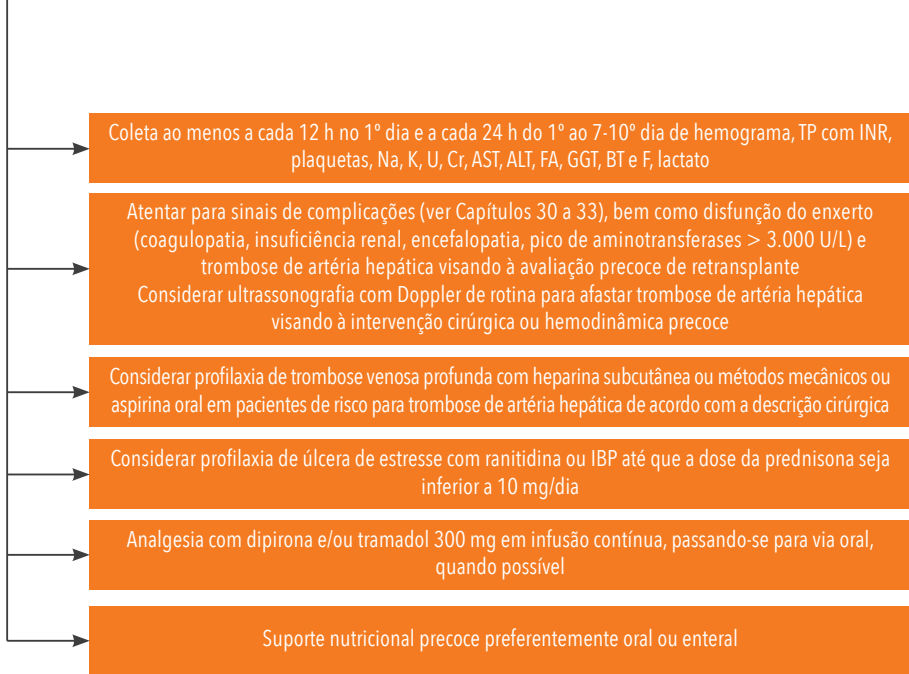 Coleta ao menos a cada 12 h no 1º dia e a cada 24 h do 1º ao 7-10º dia de hemograma, TP com INR,
plaquetas, Na, K, U, Cr, AST, ALT, FA, GGT, BT e F, lactato
Atentar para sinais de complicações (ver Capítulos 30 a 33), bem como disfunção do enxerto
(coagulopatia, insuficiência renal, encefalopatia, pico de aminotransferases > 3.000 U/L) e
trombose de artéria hepática visando à avaliação precoce de retransplante
Considerar ultrassonografia com Doppler de rotina para afastar trombose de artéria hepática
visando à intervenção cirúrgica ou hemodinâmica precoce
Considerar profilaxia de trombose venosa profunda com heparina subcutânea ou métodos mecânicos ou
aspirina oral em pacientes de risco para trombose de artéria hepática de acordo com a descrição cirúrgica
Considerar profilaxia de úlcera de estresse com ranitidina ou IBP até que a dose da prednisona seja
inferior a 10 mg/dia
Analgesia com dipirona e/ou tramadol 300 mg em infusão contínua, passando-se para via oral,
quando possível
Suporte nutricional precoce preferentemente oral ou enteral